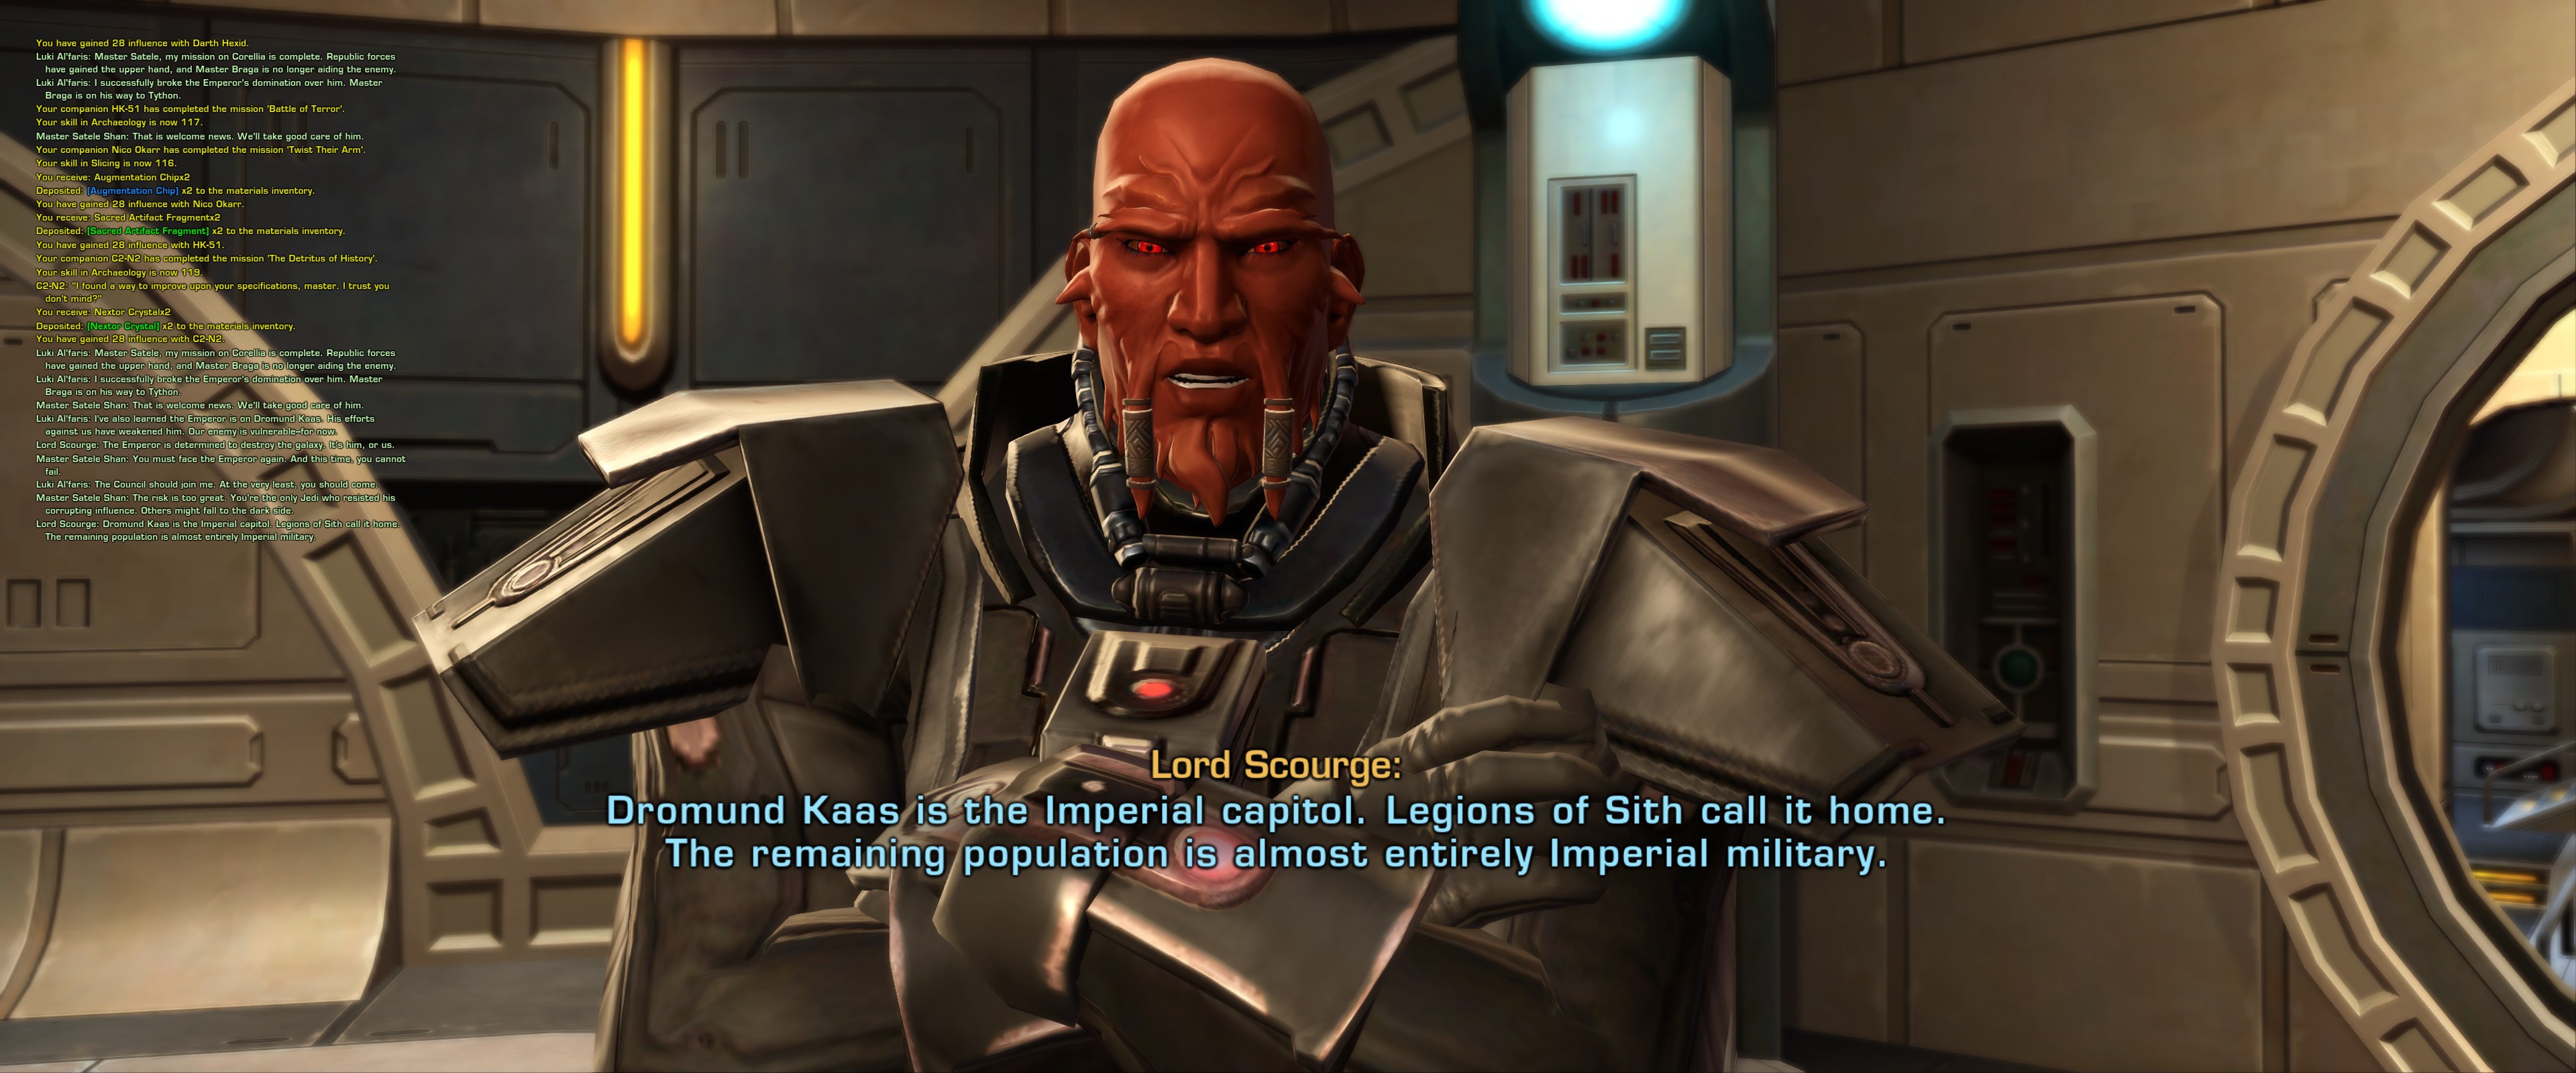 You have gained 28 influence with Darth Hexid.
Luki Al'faris: Master Satele, my mission on Corellia is complete. Republic forces
have gained the upper hand, and Master Braga is no longer aiding the enemy.
Luki Al'faris: I successfully broke the Emperor's domination over him. Master
Braga is on his way to Tython.
Your companion HK-51 has completed the mission 'Battle of Terror'.
Your skill in Archaeology is now 117.
Master Satele Shan: That is welcome news. We'll take good care of him.
Your companion Nico Okarr has completed the mission 'Twist Their Arm'.
Your skill in Slicing is now 116.
You receive: Augmentation Chipx2
Deposited: [Augmentation Chip] x2 to the materials inventory.
You have gained 28 influence with Nico Okarr.
You receive: Sacred Artifact Fragmentx2
Deposited: [Sacred Artifact Fragment] x2 to the materials inventory.
You have gained 28 influence with HK-51.
Your companion C2-N2 has completed the mission 'The Detritus of History'.
Your skill in Archaeology is now 119.
C2-N2: "I found a way to improve upon your specifications, master. I trust you
don't mind?"
You receive: Nextor Crystalx2
Deposited: [Nextor Crystal] x2 to the materials inventory.
You have gained 28 influence with C2-N2.
Luki Al'faris: Master Satele, my mission on Corellia is complete. Republic forces
have gained the upper hand, and Master Braga is no longer aiding the enemy.
Luki Al'faris: I successfully broke the Emperor's domination over him. Master
Braga is on his way to Tython.
Master Satele Shan: That is welcome news. We'll take good care of him.
Luki Al'faris: I've also learned the Emperor is on Dromund Kaas. His efforts
against us have weakened him. Our enemy is vulnerable–for now.
Lord Scourge: The Emperor is determined to destroy the galaxy. It's him, or us.
Master Satele Shan: You must face the Emperor again. And this time, you cannot
fail.
Luki Al'faris: The Council should join me. At the very least, you should come.
Master Satele Shan: The risk is too great. You're the only Jedi who resisted his
corrupting influence. Others might fall to the dark side.
Lord Scourge: Dromund Kaas is the Imperial capitol. Legions of Sith call it home.
The remaining population is almost entirely Imperial military.
Lord Scourge:
Dromund Kaas is the Imperial capitol. Legions of Sith call it home.
The remaining population is almost entirely Imperial military.